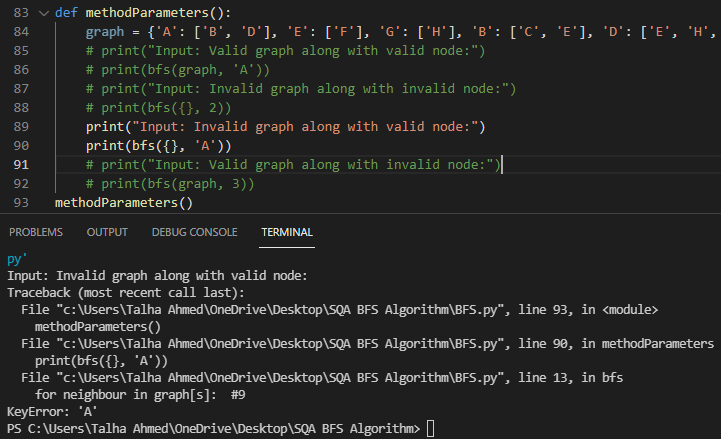 83 def methodParameters():
84 graph = {'A': ['B', 'D'], 'E': ['F'], 'G': ['H'], 'B': ['C', 'E'], 'D': ['E', 'H',
85 # print("Input: Valid graph along with valid node:")
86 # print(bfs(graph, 'A'))
87 # print("Input: Invalid graph along with invalid node:")
88 # print(bfs({}, 2))
89 print("Input: Invalid graph along with valid node:")
90 print(bfs({}, 'A'))
91 # print("Input: Valid graph along with invalid node:")
92 # print(bfs(graph, 3))
93 methodParameters()
PROBLEMS OUTPUT DEBUG CONSOLE TERMINAL
py'
Input: Invalid graph along with valid node:
Traceback (most recent call last):
File "c:\Users\Talha Ahmed\OneDrive\Desktop\SQA BFS Algorithm\BFS.py", line 93, in <module>
methodParameters()
File "c:\Users\Talha Ahmed\OneDrive\Desktop\SQA BFS Algorithm\BFS.py", line 90, in methodParameters
print(bfs({}, 'A'))
File "c:\Users\Talha Ahmed\OneDrive\Desktop\SQA BFS Algorithm\BFS.py", line 13, in bfs
for neighbour in graph[s]: #9
KeyError: 'A'
PS C:\Users\Talha Ahmed\OneDrive\Desktop\SQA BFS Algorithm>